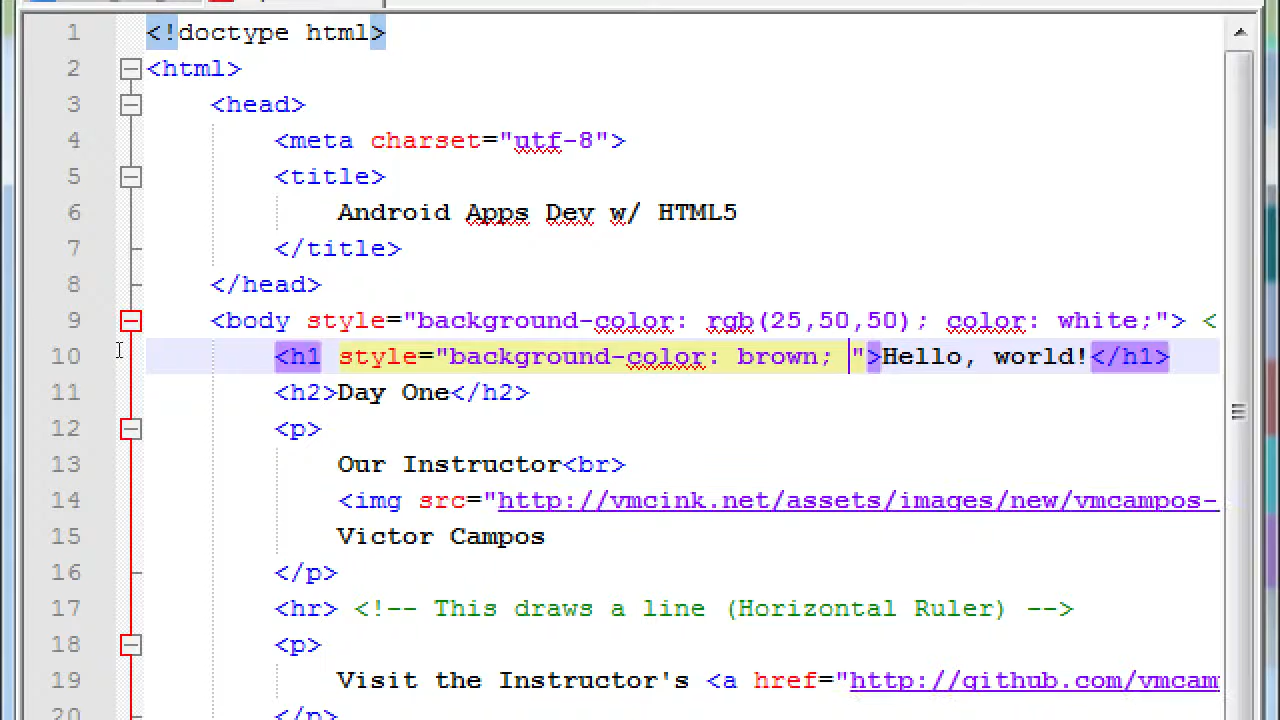 1 <!doctype html>
2 <html>
3 <head>
4 <meta charset="utf-8">
5 <title>
6 Android Apps Dev w/ HTML5
7 </title>
8 </head>
9 <body style="background-color: rgb(25,50,50); color: white;"> <
10 <h1 style="background-color: brown; ">Hello, world!</h1>
11 <h2>Day One</h2>
12 <p>
13 Our Instructor<br>
14 <img src="http://vmcink.net/assets/images/new/vmcampos-
15 Victor Campos
16 </p>
17 <hr> <!-- This draws a line (Horizontal Ruler) -->
18 <p>
19 Visit the Instructor's <a href="http://github.com/vmcam
20 </p>